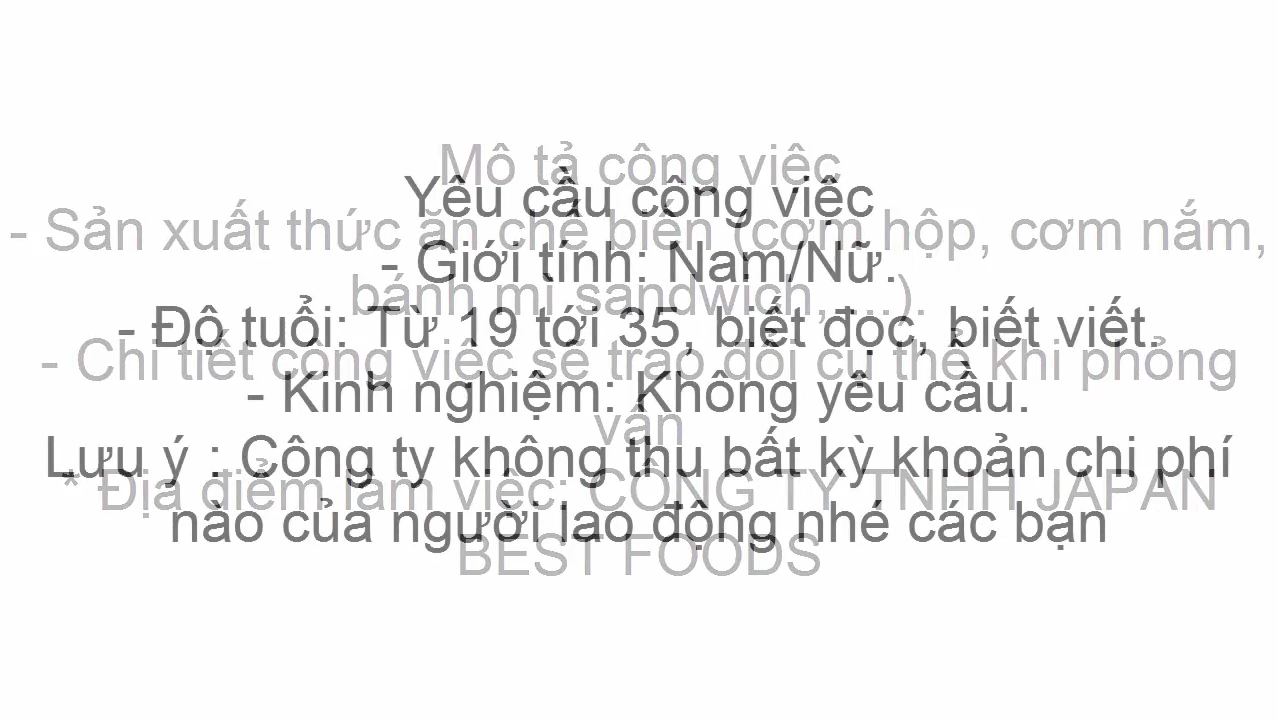 Mô tả công việc
- Sản xuất thức ăn chế biến (cơm hộp, cơm nắm,
bánh mì sandwich, ....).
- Chi tiết công việc sẽ trao đổi cụ thể khi phỏng
vấn
* Địa điểm làm việc: CÔNG TY TNHH JAPAN
BEST FOODS
Yêu cầu công việc
- Giới tính: Nam/Nữ.
- Độ tuổi: Từ 19 tới 35, biết đọc, biết viết.
- Kinh nghiệm: Không yêu cầu.
Lưu ý : Công ty không thu bất kỳ khoản chi phí
nào của người lao động nhé các bạn